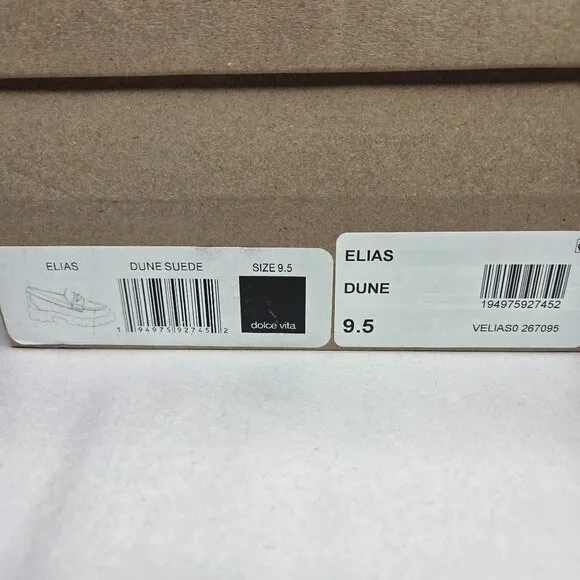 ELIAS
DUNE SUEDE
SIZE 9.5
1 94975 92745 2
dolce vita
ELIAS
DUNE
9.5
194975927452
VELIAS0 267095